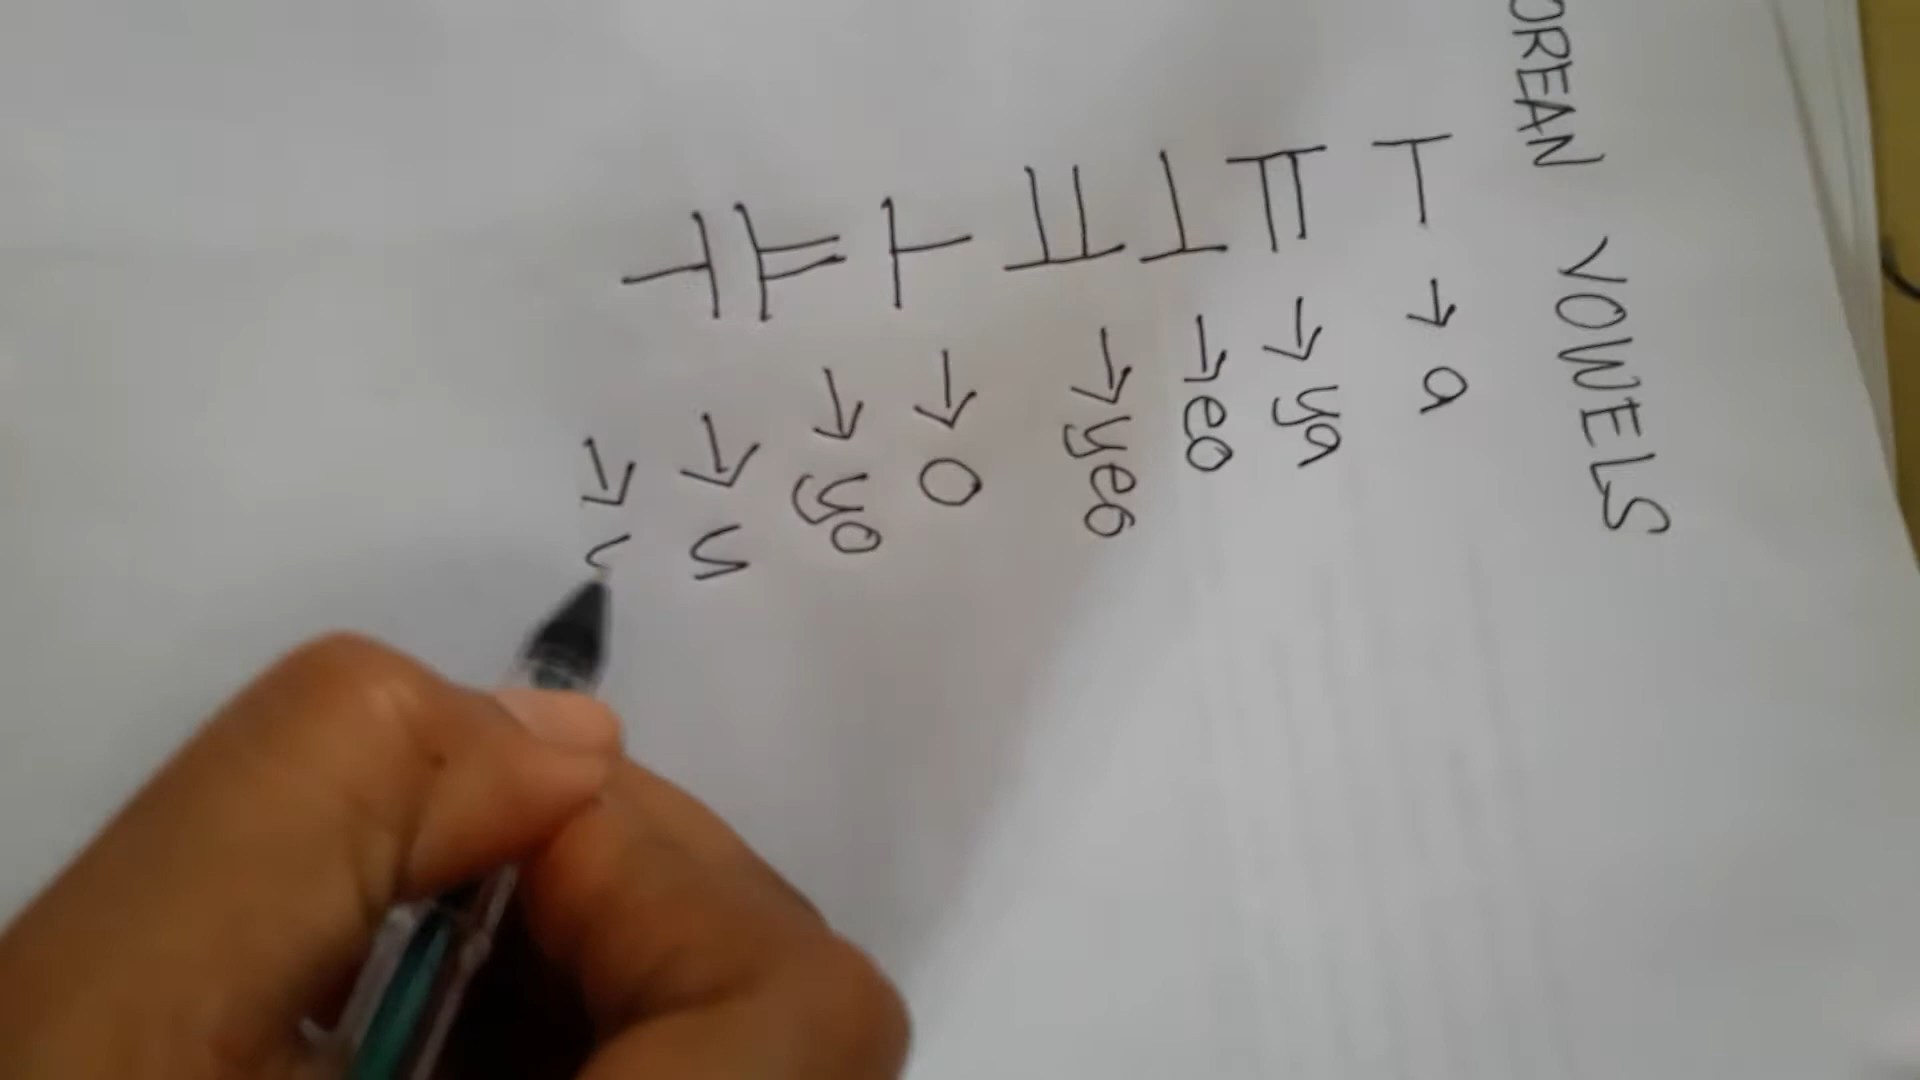 OREAN VOWELS
ㅏ → a
ㅑ → ya
ㅓ → eo
ㅕ → yeo
ㅗ → o
ㅛ → yo
ㅜ → u
→